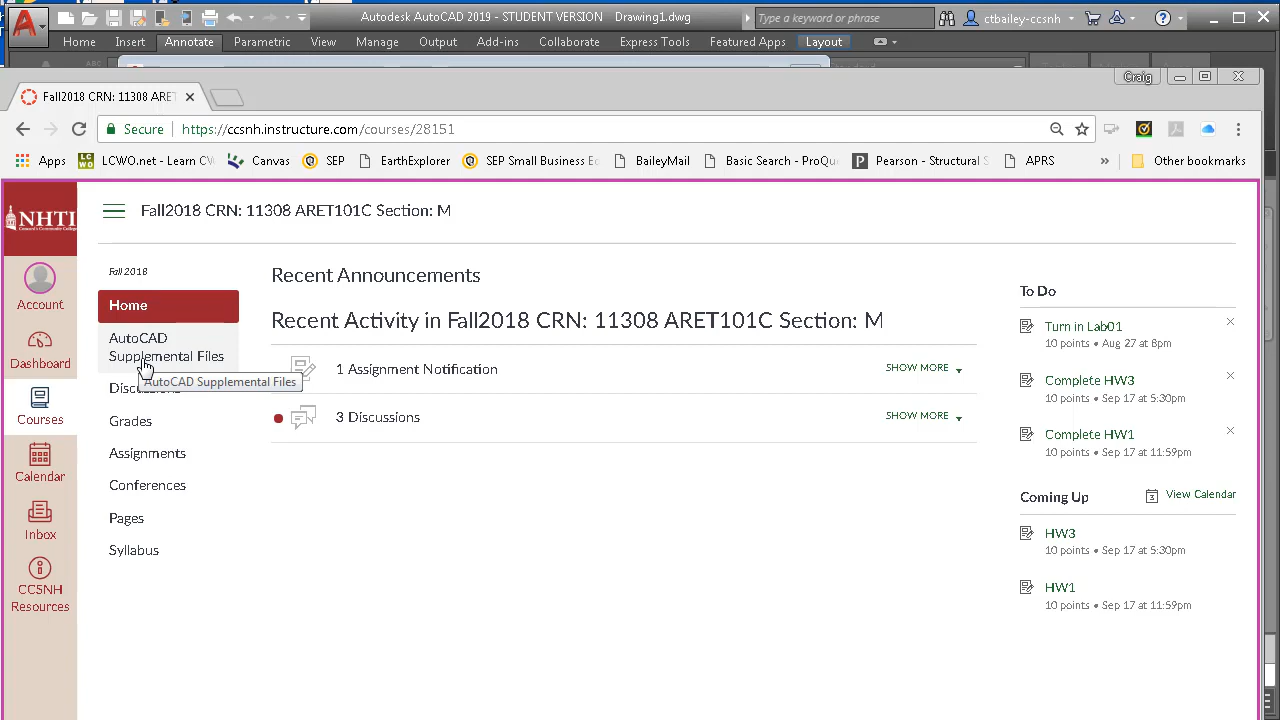 Autodesk AutoCAD 2019 - STUDENT VERSION Drawing1.dwg
Type a keyword or phrase
ctbailey-ccsnh
Home Insert Annotate Parametric View Manage Output Add-ins Collaborate Express Tools Featured Apps Layout
Craig
Fall2018 CRN: 11308 ARET
Secure https://ccsnh.instructure.com/courses/28151
Apps LCWO.net - Learn CW Canvas SEP EarthExplorer SEP Small Business Ec BaileyMail Basic Search - ProQu Pearson - Structural S APRS » Other bookmarks
NHTI
Concord's Community College
Fall2018 CRN: 11308 ARET101C Section: M
Account
Dashboard
Courses
Calendar
Inbox
CCSNH
Resources
Fall 2018
Home
AutoCAD
Supplemental Files
AutoCAD Supplemental Files
Discussions
Grades
Assignments
Conferences
Pages
Syllabus
Recent Announcements
Recent Activity in Fall2018 CRN: 11308 ARET101C Section: M
1 Assignment Notification SHOW MORE
3 Discussions SHOW MORE
To Do
Turn in Lab01
10 points • Aug 27 at 8pm
Complete HW3
10 points • Sep 17 at 5:30pm
Complete HW1
10 points • Sep 17 at 11:59pm
Coming Up View Calendar
HW3
10 points • Sep 17 at 5:30pm
HW1
10 points • Sep 17 at 11:59pm